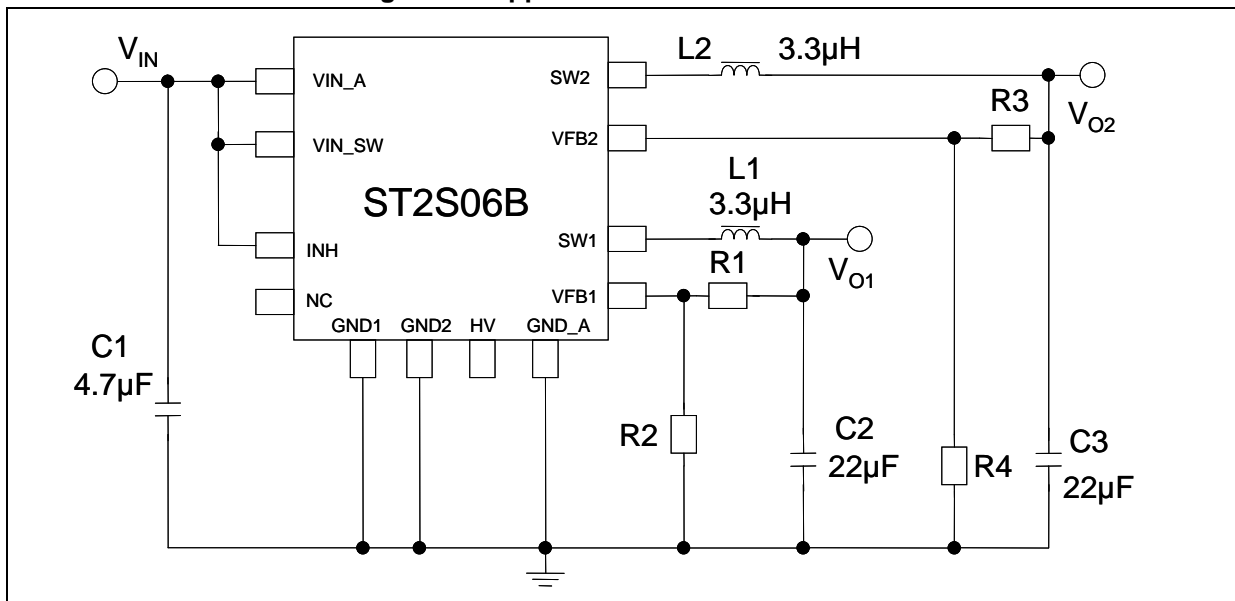 V_IN
L2 3.3µH
VIN_A
SW2
R3
V_O2
VIN_SW
VFB2
L1
3.3µH
ST2S06B
INH
SW1
R1
V_O1
NC
VFB1
GND1 GND2 HV GND_A
C1
4.7µF
R2
C2
22µF
R4
C3
22µF